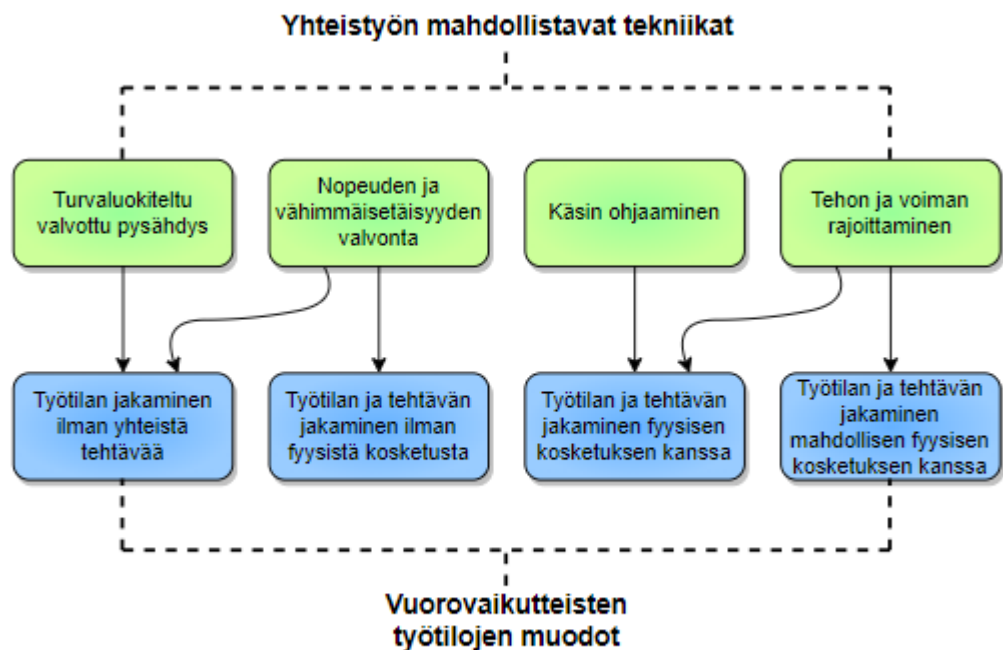 Yhteistyön mahdollistavat tekniikat
Turvaluokiteltu
valvottu pysähdys
Nopeuden ja
vähimmäisetäisyyden
valvonta
Käsin ohjaaminen
Tehon ja voiman
rajoittaminen
Työtilan jakaminen
ilman yhteistä
tehtävää
Työtilan ja tehtävän
jakaminen ilman
fyysistä kosketusta
Työtilan ja tehtävän
jakaminen fyysisen
kosketuksen kanssa
Työtilan ja tehtävän
jakaminen
mahdollisen fyysisen
kosketuksen kanssa
Vuorovaikutteisten
työtilojen muodot